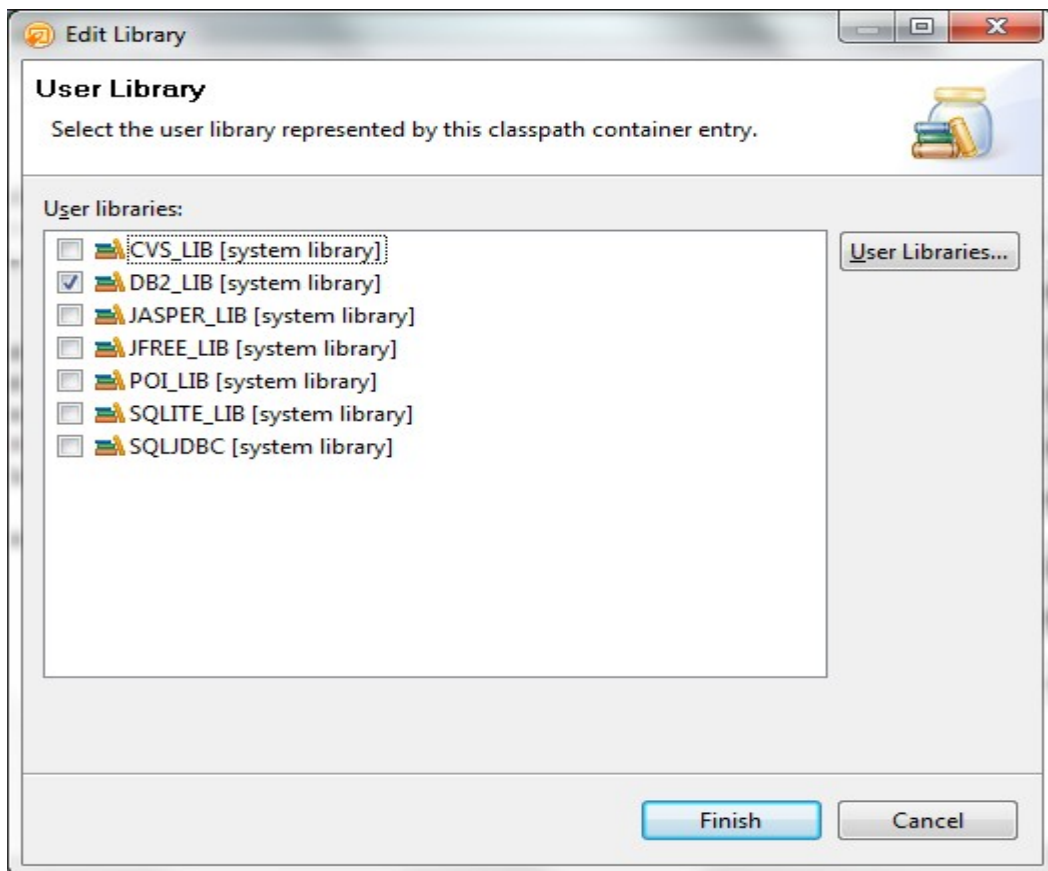 Edit Library
User Library
Select the user library represented by this classpath container entry.
User libraries:
CVS_LIB [system library]
User Libraries...
DB2_LIB [system library]
JASPER_LIB [system library]
JFREE_LIB [system library]
POI_LIB [system library]
SQLITE_LIB [system library]
SQLJDBC [system library]
Finish
Cancel